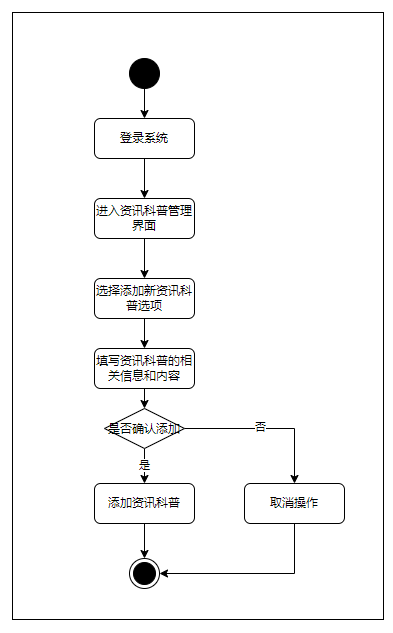 登录系统
进入资讯科普管理
界面
选择添加新资讯科
普选项
填写资讯科普的相
关信息和内容
是否确认添加
否
是
添加资讯科普
取消操作